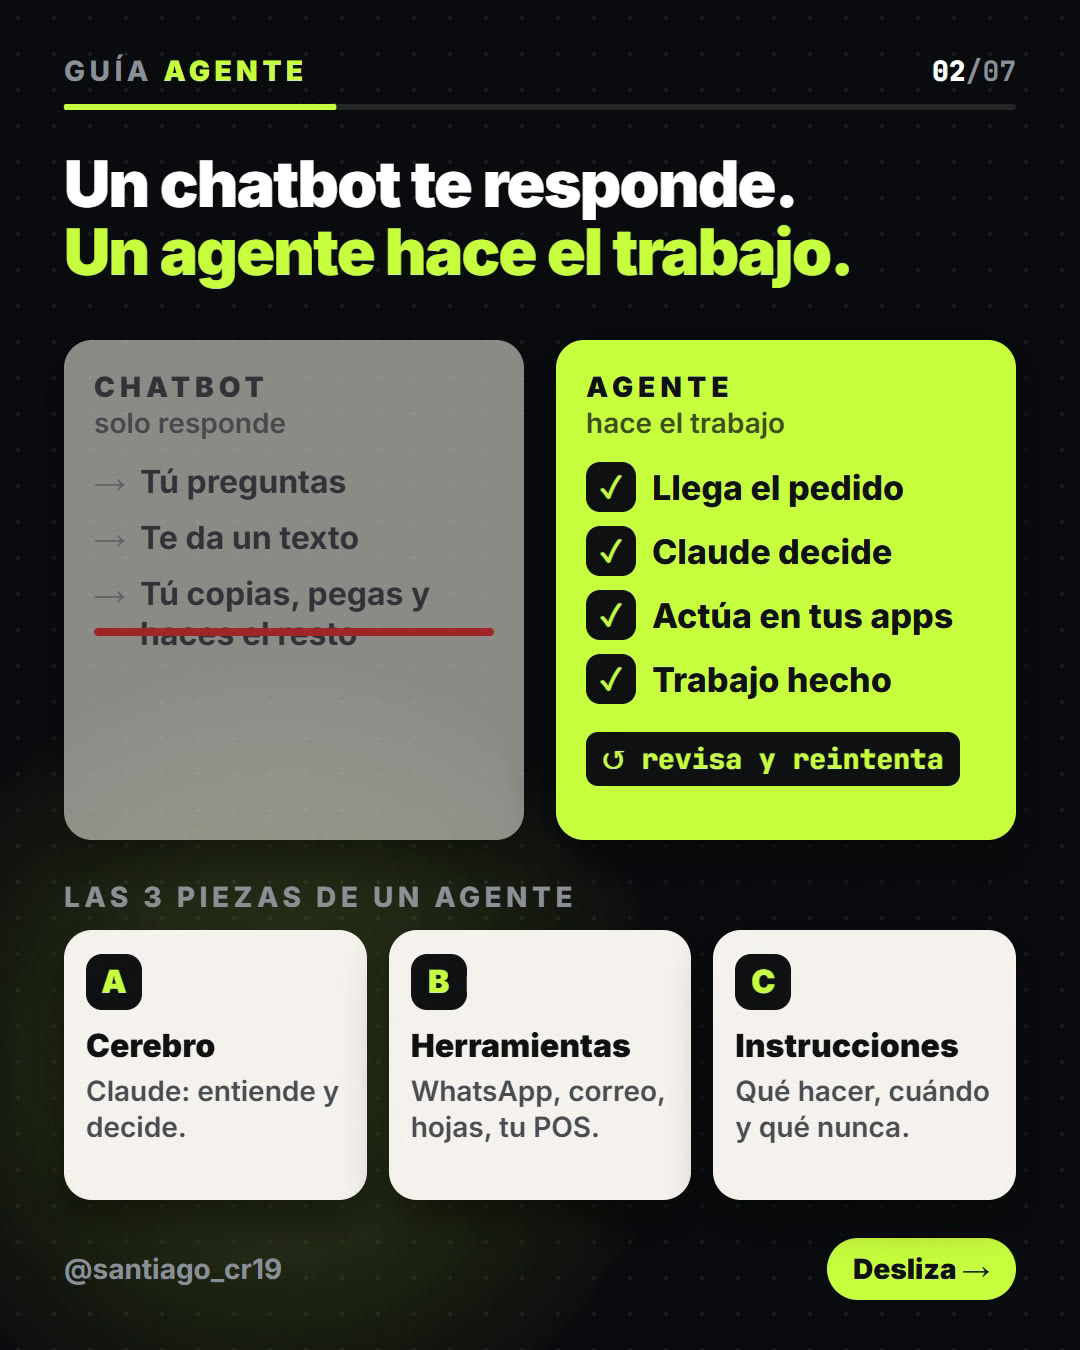 GUÍA AGENTE
02/07
Un chatbot te responde.
Un agente hace el trabajo.
CHATBOT
solo responde
→ Tú preguntas
→ Te da un texto
→ Tú copias, pegas y
haces el resto
AGENTE
hace el trabajo
✓ Llega el pedido
✓ Claude decide
✓ Actúa en tus apps
✓ Trabajo hecho
↺ revisa y reintenta
LAS 3 PIEZAS DE UN AGENTE
A
Cerebro
Claude: entiende y
decide.
B
Herramientas
WhatsApp, correo,
hojas, tu POS.
C
Instrucciones
Qué hacer, cuándo
y qué nunca.
@santiago_cr19
Desliza →